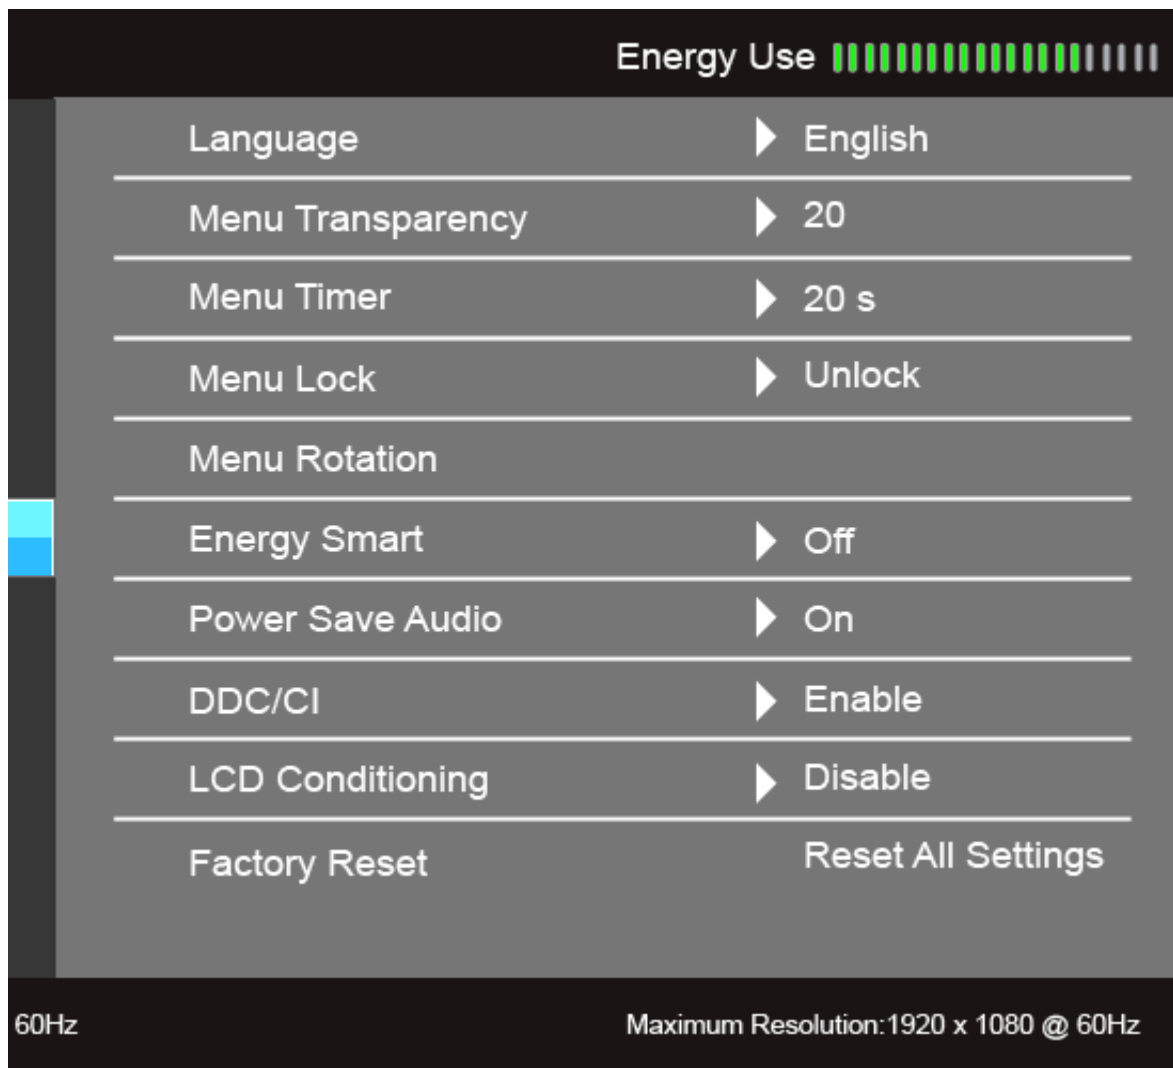 Energy Use
Language English
Menu Transparency 20
Menu Timer 20 s
Menu Lock Unlock
Menu Rotation
Energy Smart Off
Power Save Audio On
DDC/CI Enable
LCD Conditioning Disable
Factory Reset Reset All Settings
60Hz Maximum Resolution:1920 x 1080 @ 60Hz